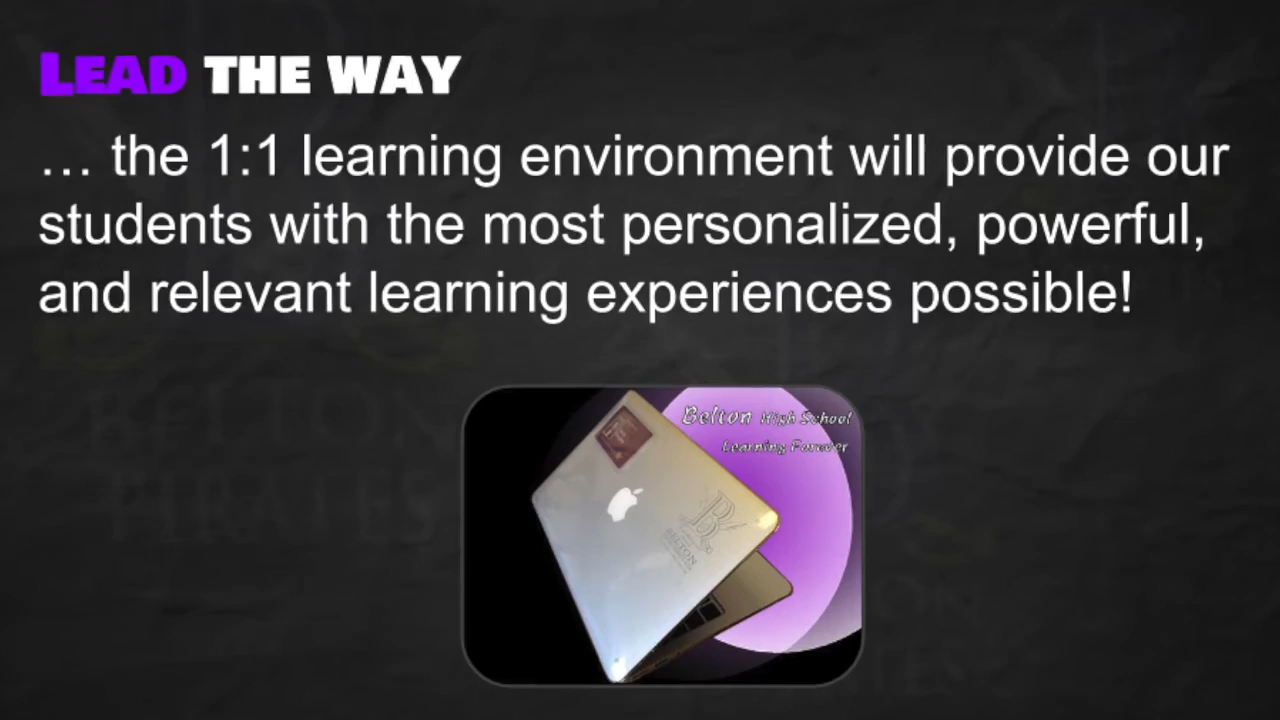 LEAD THE WAY
… the 1:1 learning environment will provide our
students with the most personalized, powerful,
and relevant learning experiences possible!
Belton High School
Learning Forever
BELTON